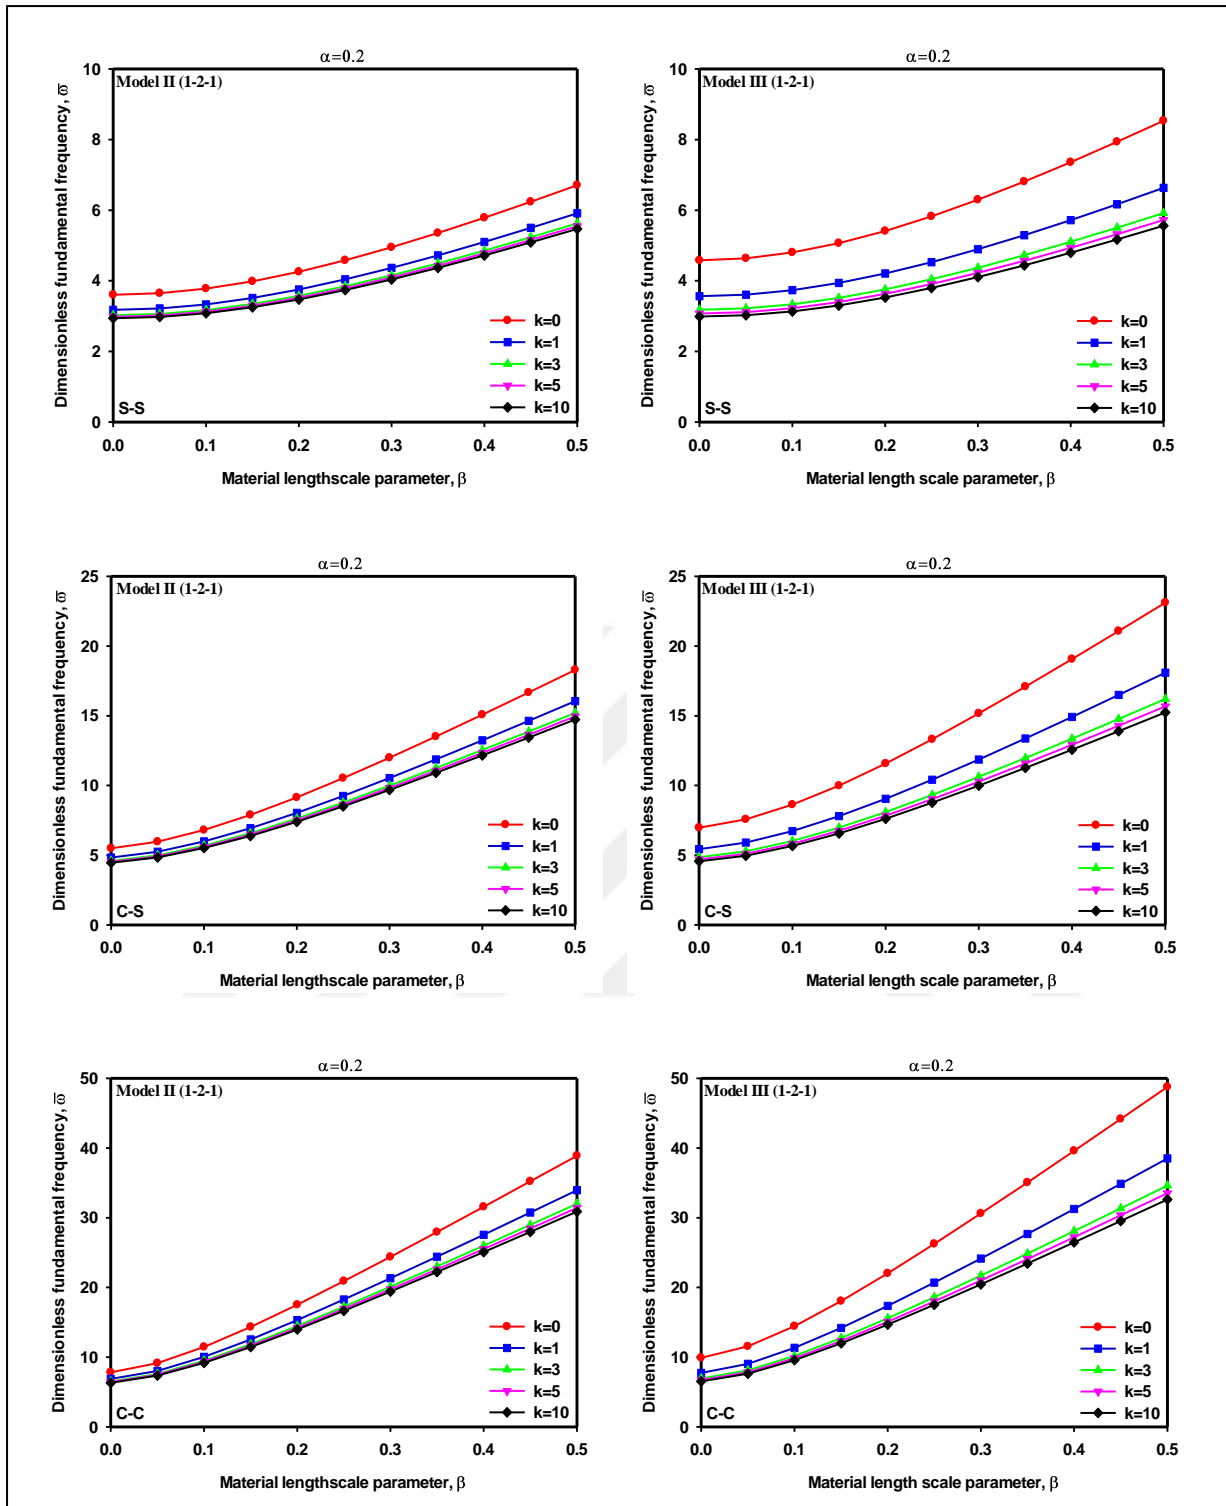 α=0.2
Model II (1-2-1)
Dimensionless fundamental frequency, ω̅
10
8
6
4
2
0
k=0
k=1
k=3
k=5
k=10
S-S
0.0 0.1 0.2 0.3 0.4 0.5
Material lengthscale parameter, β
α=0.2
Model III (1-2-1)
Dimensionless fundamental frequency, ω̅
10
8
6
4
2
0
k=0
k=1
k=3
k=5
k=10
S-S
0.0 0.1 0.2 0.3 0.4 0.5
Material length scale parameter, β
α=0.2
Model II (1-2-1)
Dimensionless fundamental frequency, ω̅
25
20
15
10
5
0
k=0
k=1
k=3
k=5
k=10
C-S
0.0 0.1 0.2 0.3 0.4 0.5
Material lengthscale parameter, β
α=0.2
Model III (1-2-1)
Dimensionless fundamental frequency, ω̅
25
20
15
10
5
0
k=0
k=1
k=3
k=5
k=10
C-S
0.0 0.1 0.2 0.3 0.4 0.5
Material length scale parameter, β
α=0.2
Model II (1-2-1)
Dimensionless fundamental frequency, ω̅
50
40
30
20
10
0
k=0
k=1
k=3
k=5
k=10
C-C
0.0 0.1 0.2 0.3 0.4 0.5
Material lengthscale parameter, β
α=0.2
Model III (1-2-1)
Dimensionless fundamental frequency, ω̅
50
40
30
20
10
0
k=0
k=1
k=3
k=5
k=10
C-C
0.0 0.1 0.2 0.3 0.4 0.5
Material length scale parameter, β